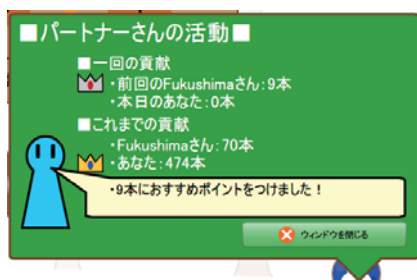 ■パートナーさんの活動■
■一回の貢献
・前回のFukushimaさん:9本
・本日のあなた:0本
■これまでの貢献
・Fukushimaさん:70本
・あなた:474本
・9本におすすめポイントをつけました!
ウィンドウを閉じる